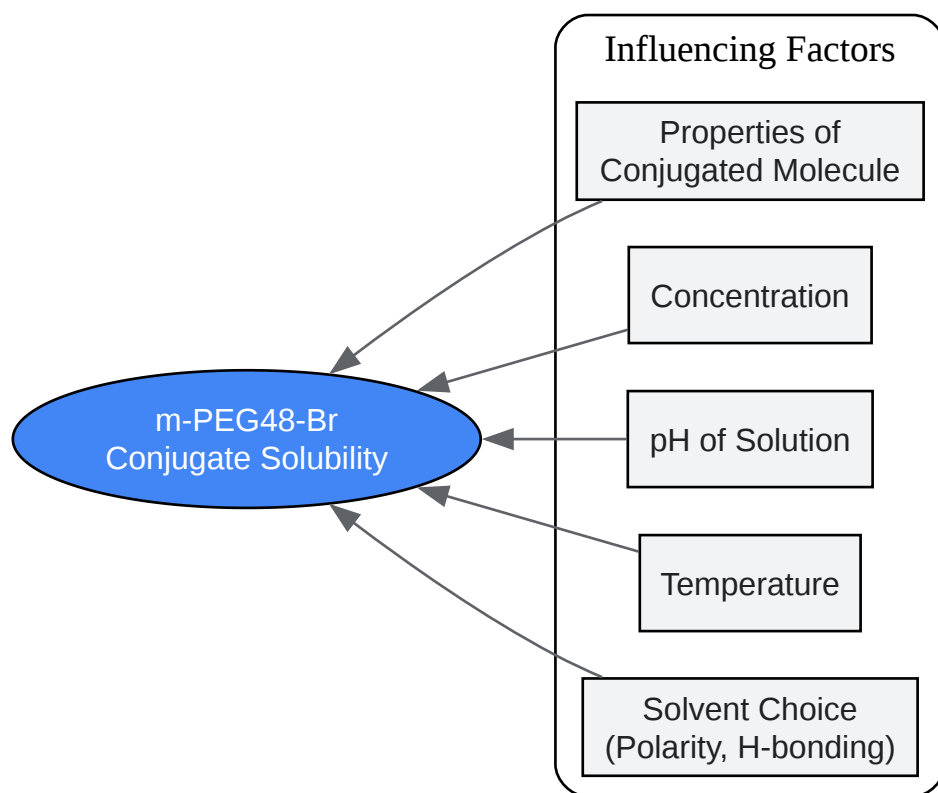 Influencing Factors
Properties of
Conjugated Molecule
Concentration
m-PEG48-Br
Conjugate Solubility
pH of Solution
Temperature
Solvent Choice
(Polarity, H-bonding)